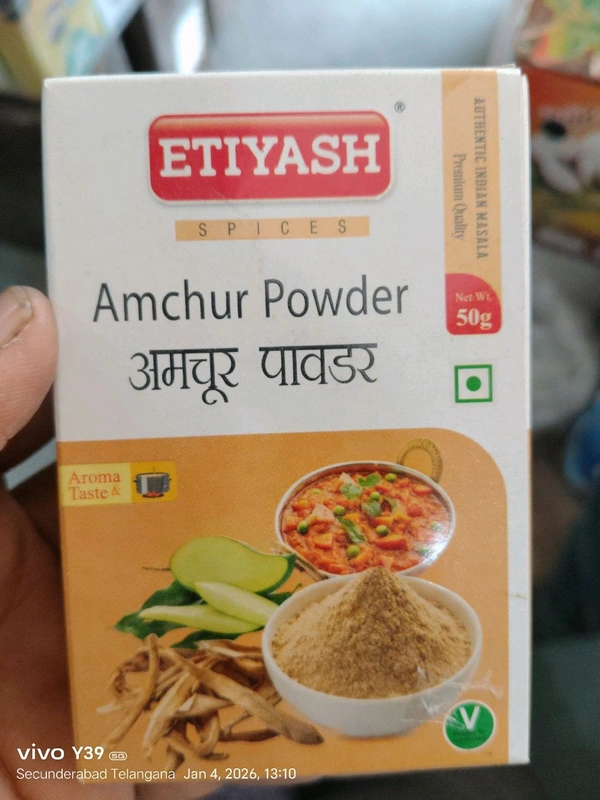 ETIYASH®
SPICES
AUTHENTIC INDIAN MASALA
Premium Quality
Amchur Powder
Net Wt.
50g
अमचूर पावडर
Aroma
Taste &
V
vivo Y39 5G
Secunderabad Telangana Jan 4, 2026, 13:10